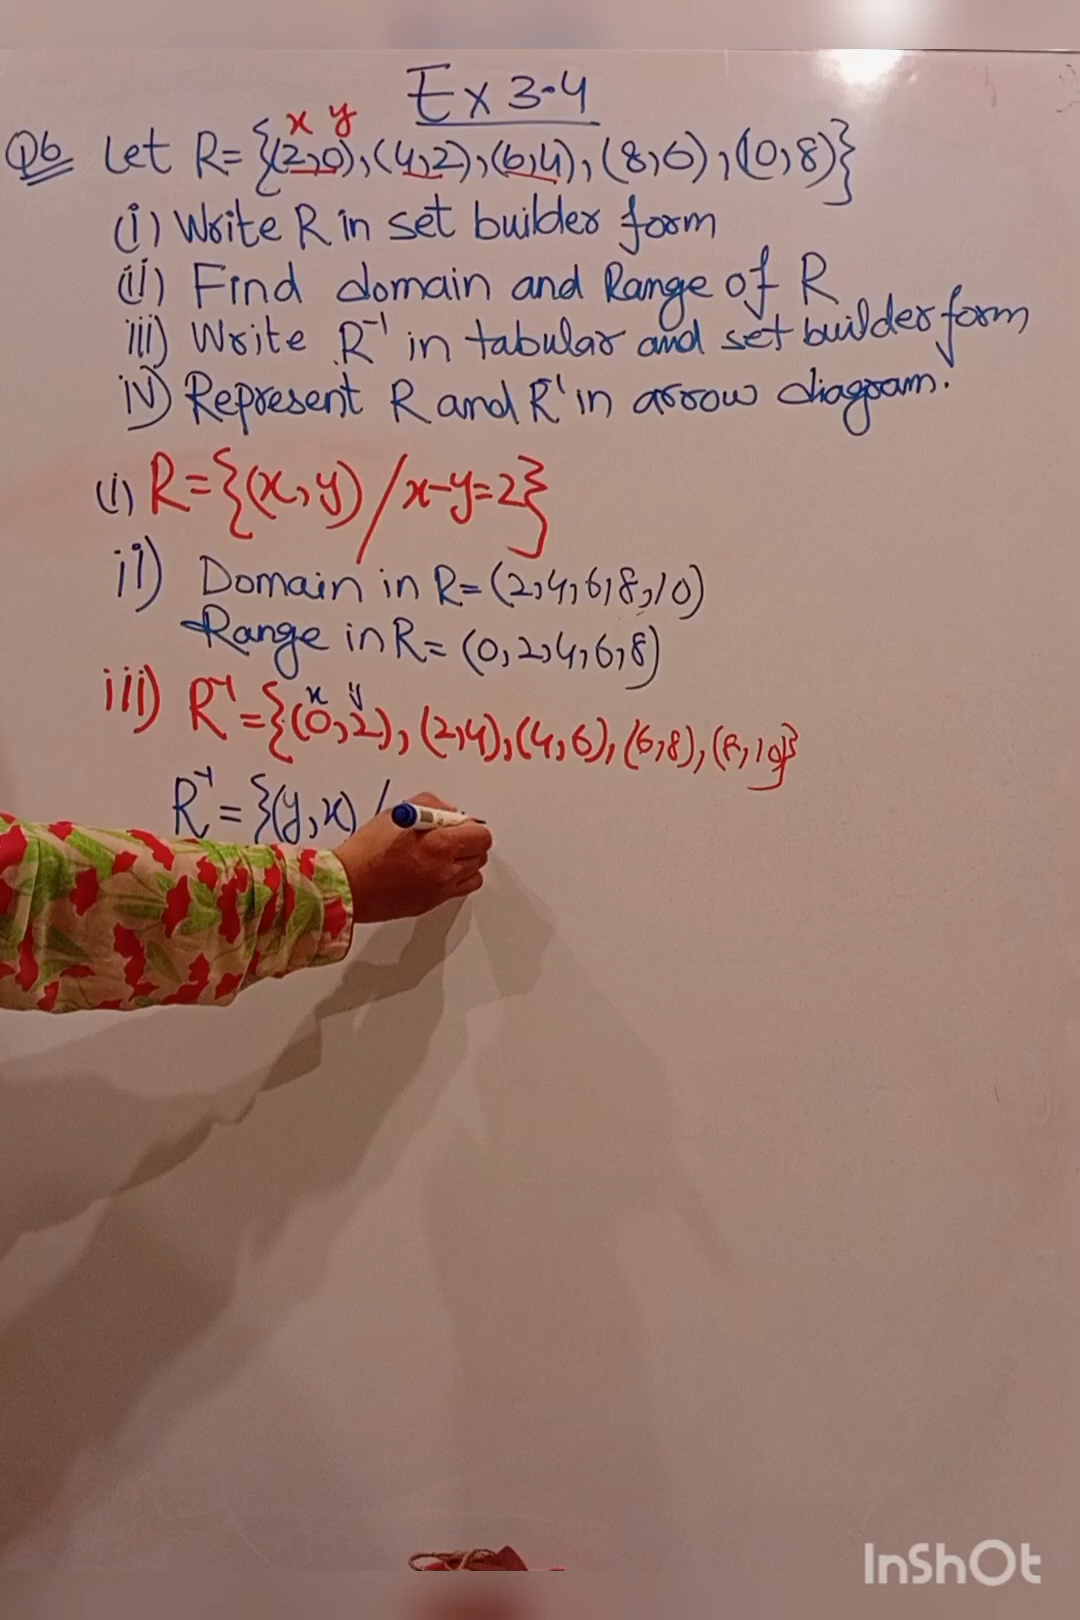 Ex 3.4
x y
Q6 Let R= {(2,0), (4,2), (6,4), (8,6), (10,8)}
(i) Write R in set builder form
(ii) Find domain and Range of R
iii) Write R⁻¹ in tabular and set builder form
iv) Represent R and R⁻¹ in arrow diagram.
(i) R={(x,y)/x-y=2}
ii) Domain in R= (2,4,6,8,10)
Range in R= (0,2,4,6,8)
x y
iii) R⁻¹={(0,2), (2,4), (4,6), (6,8), (8,10)}
R⁻¹= {(y,x) /
InShOt